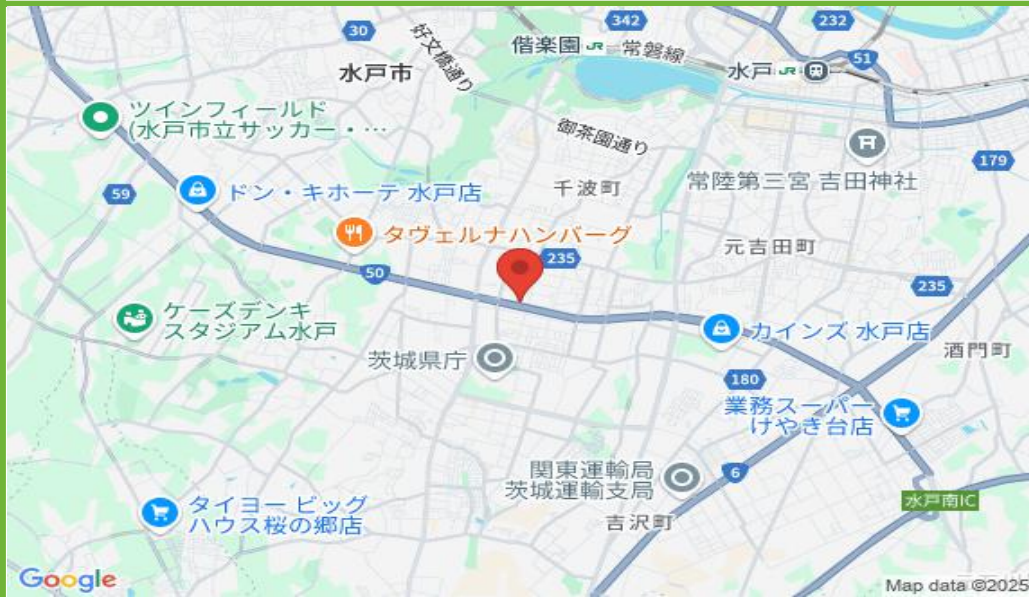 342
232
30
好文橋通り
偕楽園 JR
常磐線
水戸 JR
51
水戸市
ツインフィールド
(水戸市立サッカー・…
御茶園通り
179
59
ドン・キホーテ 水戸店
千波町
常陸第三宮 吉田神社
タヴェルナハンバーグ
235
元吉田町
50
235
ケーズデンキ
スタジアム水戸
カインズ 水戸店
茨城県庁
酒門町
180
業務スーパー
けやき台店
関東運輸局
茨城運輸支局
6
水戸南IC
タイヨー ビッグ
ハウス桜の郷店
吉沢町
Google
Map data ©2025